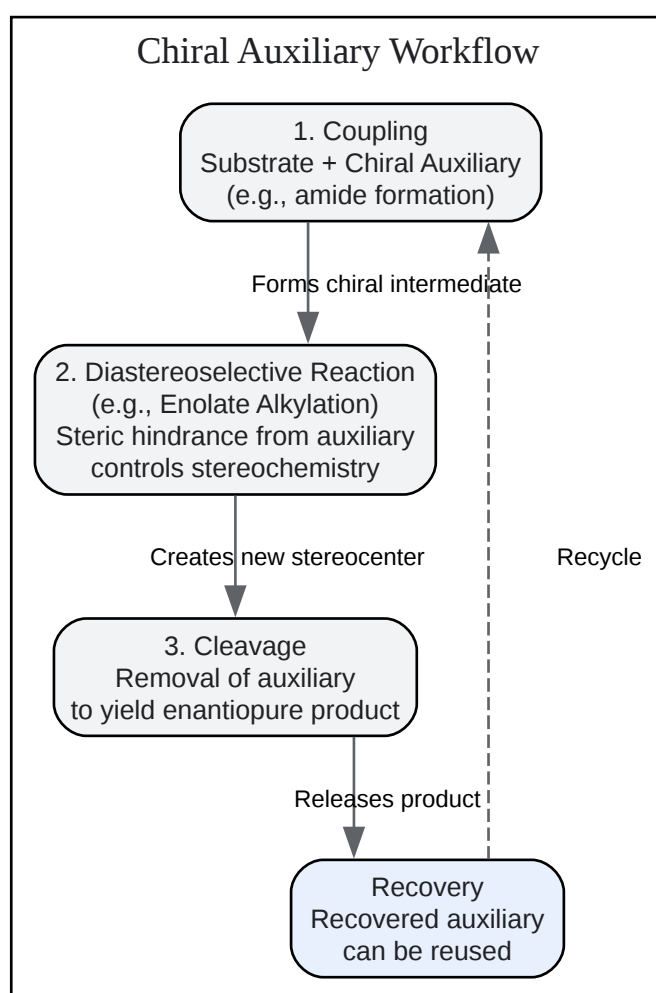 Chiral Auxiliary Workflow
1. Coupling
Substrate + Chiral Auxiliary
(e.g., amide formation)
Forms chiral intermediate
2. Diastereoselective Reaction
(e.g., Enolate Alkylation)
Steric hindrance from auxiliary
controls stereochemistry
Creates new stereocenter
Recycle
3. Cleavage
Removal of auxiliary
to yield enantiopure product
Releases product
Recovery
Recovered auxiliary
can be reused